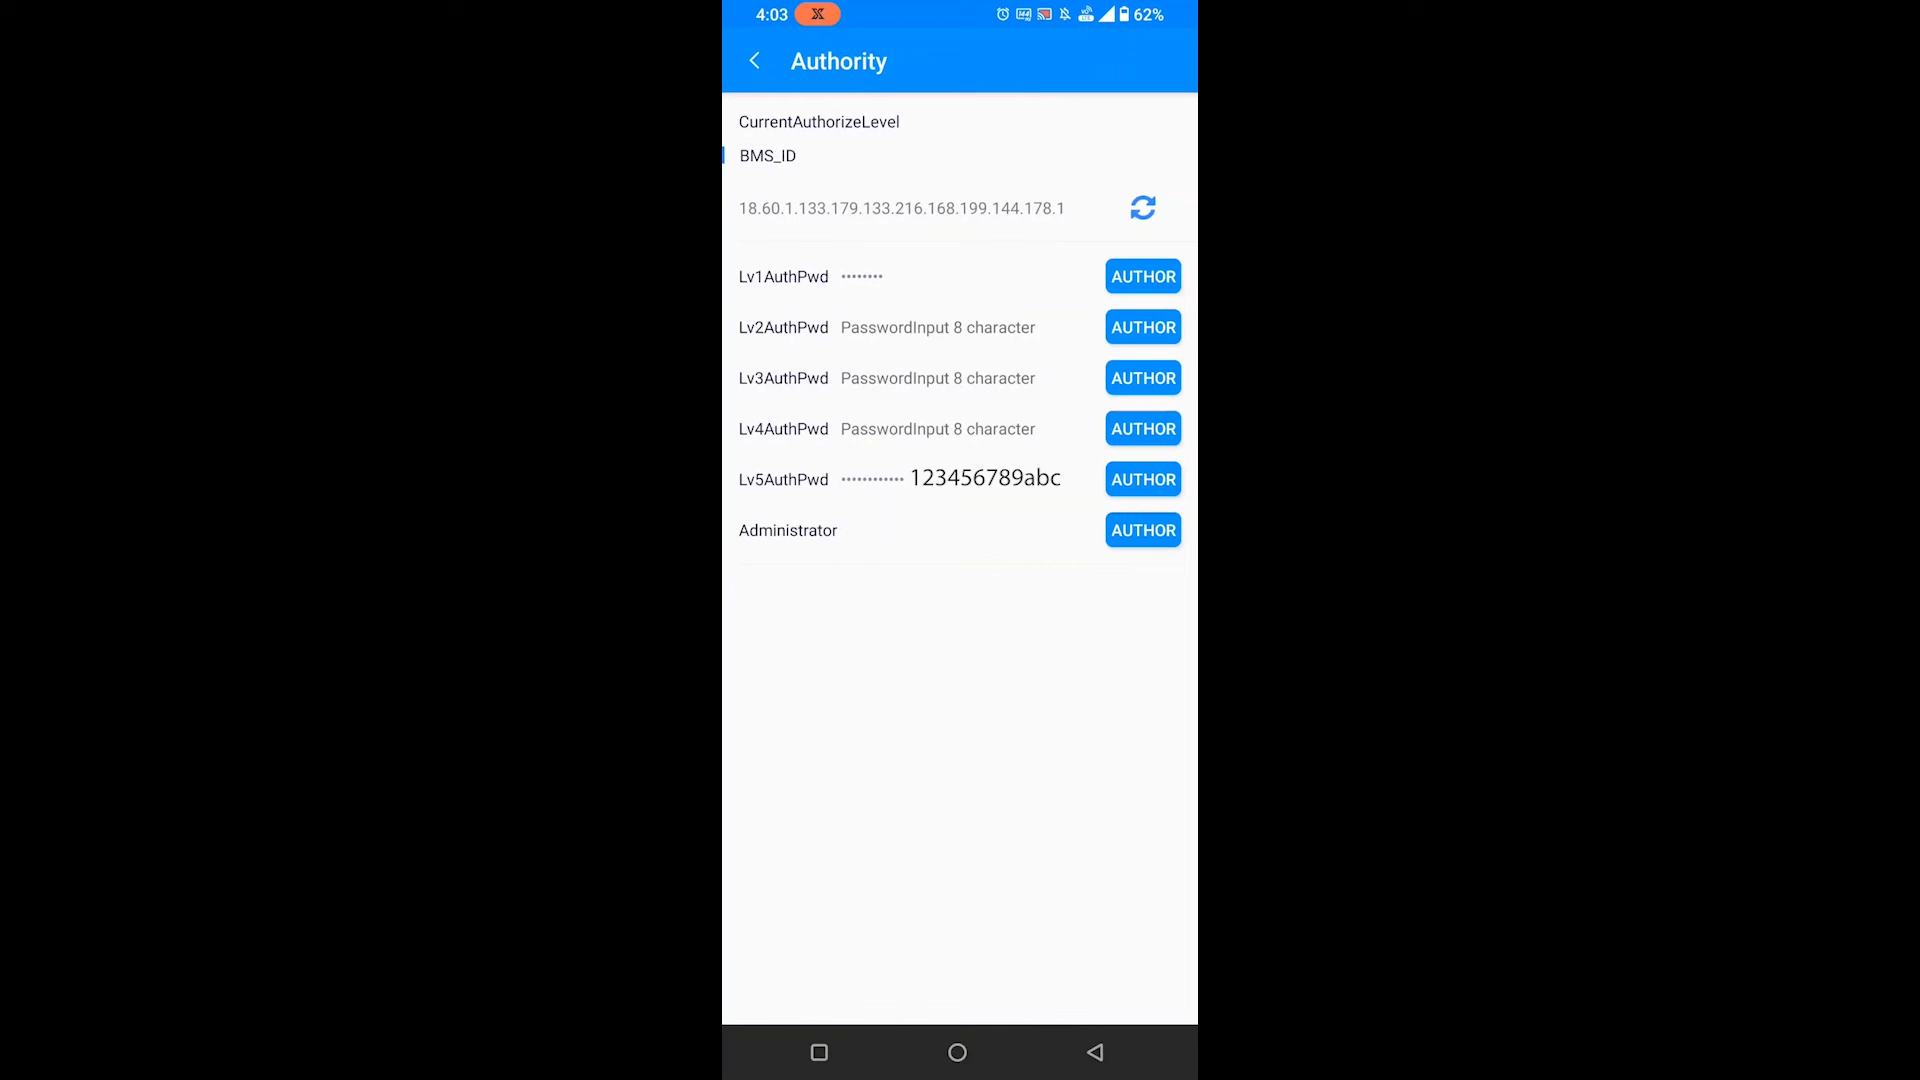 4:03 62%
Authority
CurrentAuthorizeLevel
BMS_ID
18.60.1.133.179.133.216.168.199.144.178.1
Lv1AuthPwd •••••••• AUTHOR
Lv2AuthPwd PasswordInput 8 character AUTHOR
Lv3AuthPwd PasswordInput 8 character AUTHOR
Lv4AuthPwd PasswordInput 8 character AUTHOR
Lv5AuthPwd •••••••••••• 123456789abc AUTHOR
Administrator AUTHOR